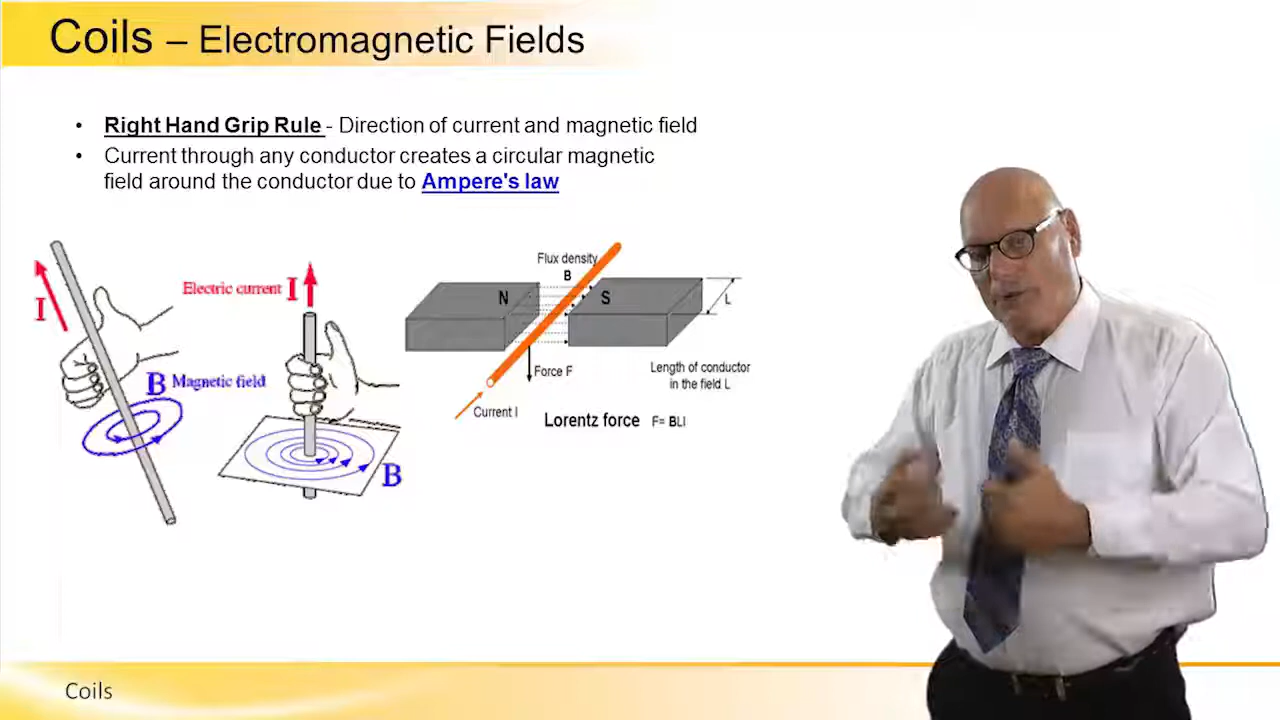 Coils – Electromagnetic Fields
• Right Hand Grip Rule - Direction of current and magnetic field
• Current through any conductor creates a circular magnetic
field around the conductor due to Ampere's law
I
B Magnetic field
Electric current I
B
Flux density
B
N
S
L
Force F
Length of conductor
in the field L
Current I
Lorentz force F= BLI
Coils